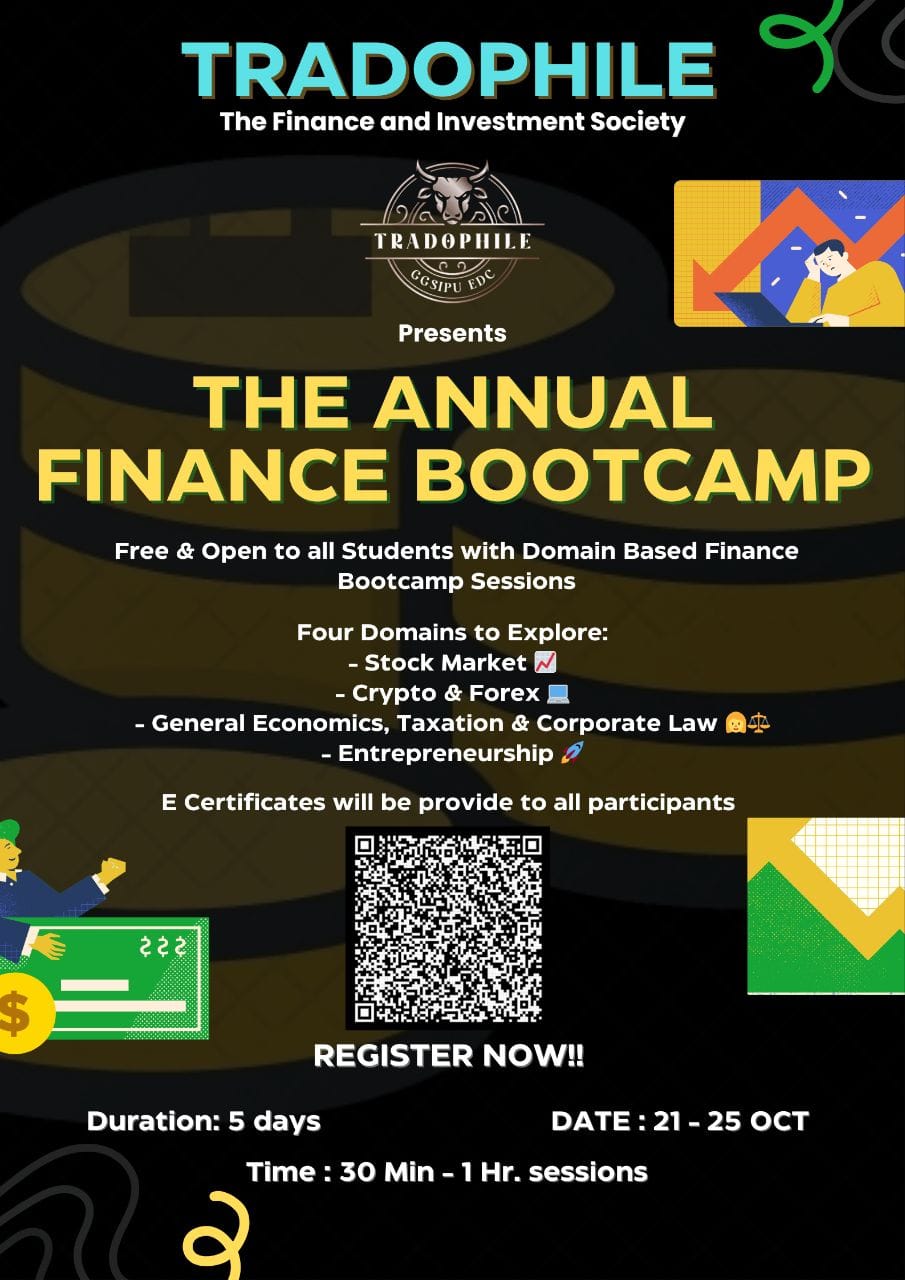 TRADOPHILE
The Finance and Investment Society
TRADOPHILE
GGSIPU EDC
Presents
THE ANNUAL
FINANCE BOOTCAMP
Free & Open to all Students with Domain Based Finance
Bootcamp Sessions
Four Domains to Explore:
- Stock Market 📈
- Crypto & Forex 💻
- General Economics, Taxation & Corporate Law 👩‍⚖️
- Entrepreneurship 🚀
E Certificates will be provide to all participants
$
REGISTER NOW!!
Duration: 5 days
DATE : 21 - 25 OCT
Time : 30 Min - 1 Hr. sessions